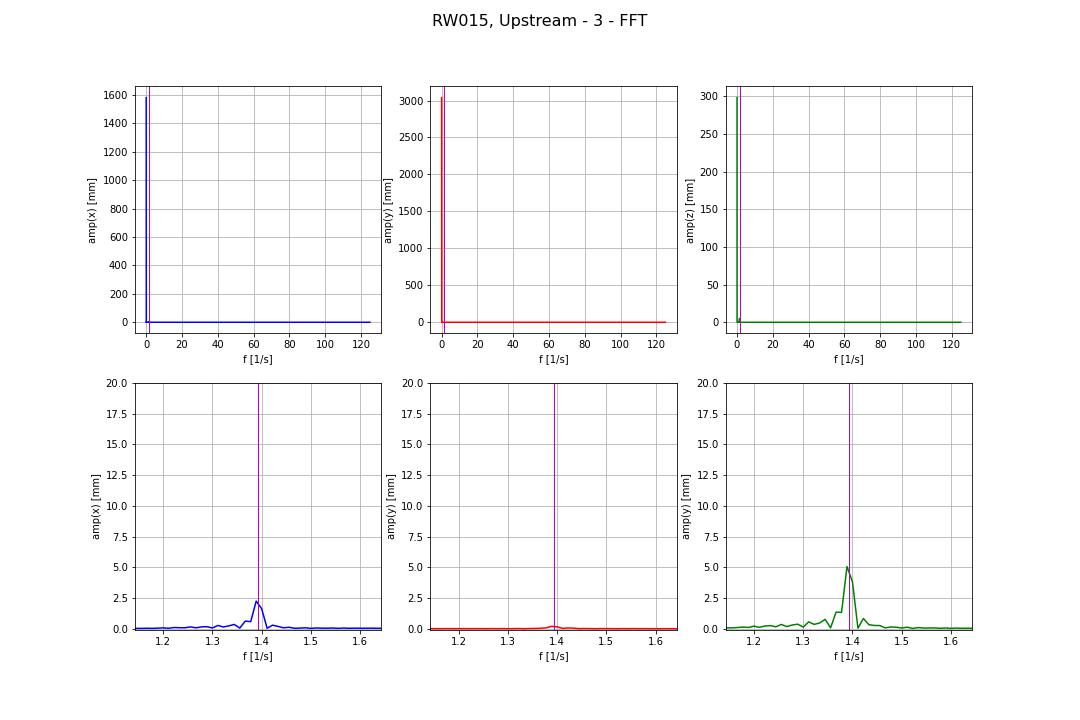 RW015, Upstream - 3 - FFT
amp(x) [mm]
1600
1400
1200
1000
800
600
400
200
0
0 20 40 60 80 100 120
f [1/s]
amp(y) [mm]
3000
2500
2000
1500
1000
500
0
0 20 40 60 80 100 120
f [1/s]
amp(z) [mm]
300
250
200
150
100
50
0
0 20 40 60 80 100 120
f [1/s]
amp(x) [mm]
20.0
17.5
15.0
12.5
10.0
7.5
5.0
2.5
0.0
1.2 1.3 1.4 1.5 1.6
f [1/s]
amp(y) [mm]
20.0
17.5
15.0
12.5
10.0
7.5
5.0
2.5
0.0
1.2 1.3 1.4 1.5 1.6
f [1/s]
amp(y) [mm]
20.0
17.5
15.0
12.5
10.0
7.5
5.0
2.5
0.0
1.2 1.3 1.4 1.5 1.6
f [1/s]